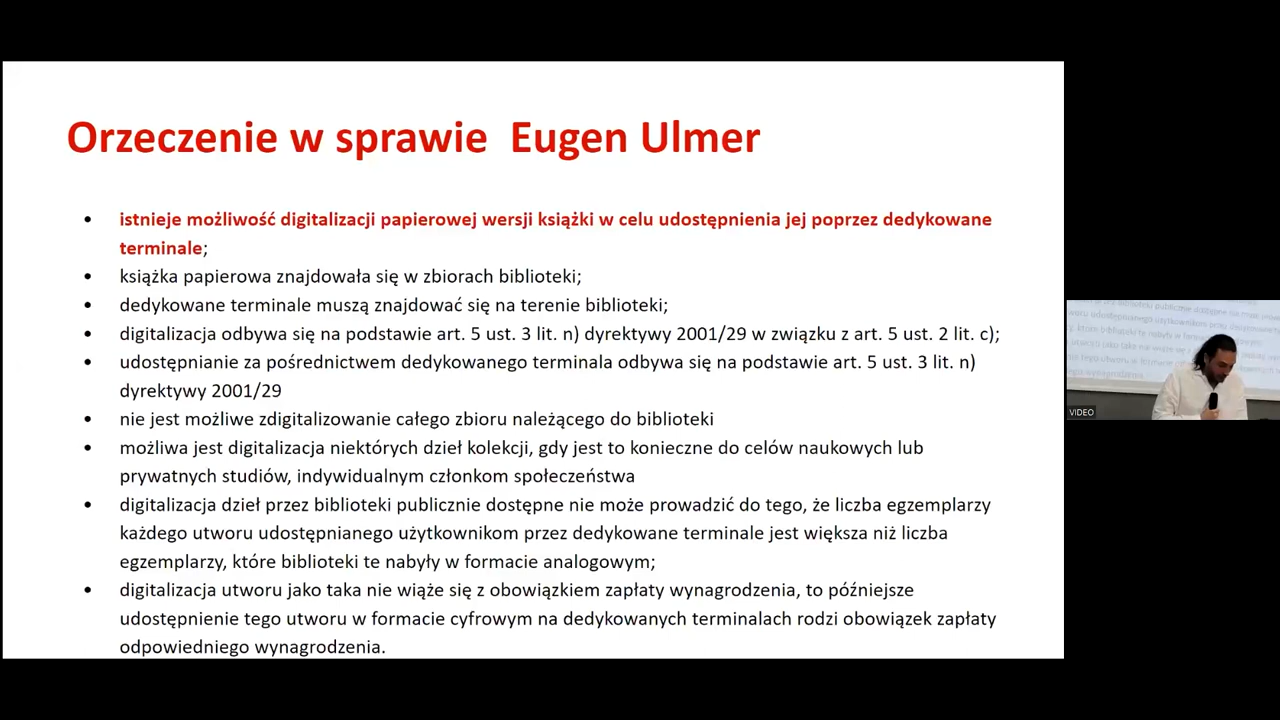 Orzeczenie w sprawie Eugen Ulmer
• istnieje możliwość digitalizacji papierowej wersji książki w celu udostępnienia jej poprzez dedykowane
terminale;
• książka papierowa znajdowała się w zbiorach biblioteki;
• dedykowane terminale muszą znajdować się na terenie biblioteki;
• digitalizacja odbywa się na podstawie art. 5 ust. 3 lit. n) dyrektywy 2001/29 w związku z art. 5 ust. 2 lit. c);
• udostępnianie za pośrednictwem dedykowanego terminala odbywa się na podstawie art. 5 ust. 3 lit. n)
dyrektywy 2001/29
• nie jest możliwe zdigitalizowanie całego zbioru należącego do biblioteki
• możliwa jest digitalizacja niektórych dzieł kolekcji, gdy jest to konieczne do celów naukowych lub
prywatnych studiów, indywidualnym członkom społeczeństwa
• digitalizacja dzieł przez biblioteki publicznie dostępne nie może prowadzić do tego, że liczba egzemplarzy
każdego utworu udostępnianego użytkownikom przez dedykowane terminale jest większa niż liczba
egzemplarzy, które biblioteki te nabyły w formacie analogowym;
• digitalizacja utworu jako taka nie wiąże się z obowiązkiem zapłaty wynagrodzenia, to późniejsze
udostępnienie tego utworu w formacie cyfrowym na dedykowanych terminalach rodzi obowiązek zapłaty
odpowiedniego wynagrodzenia.
VIDEO